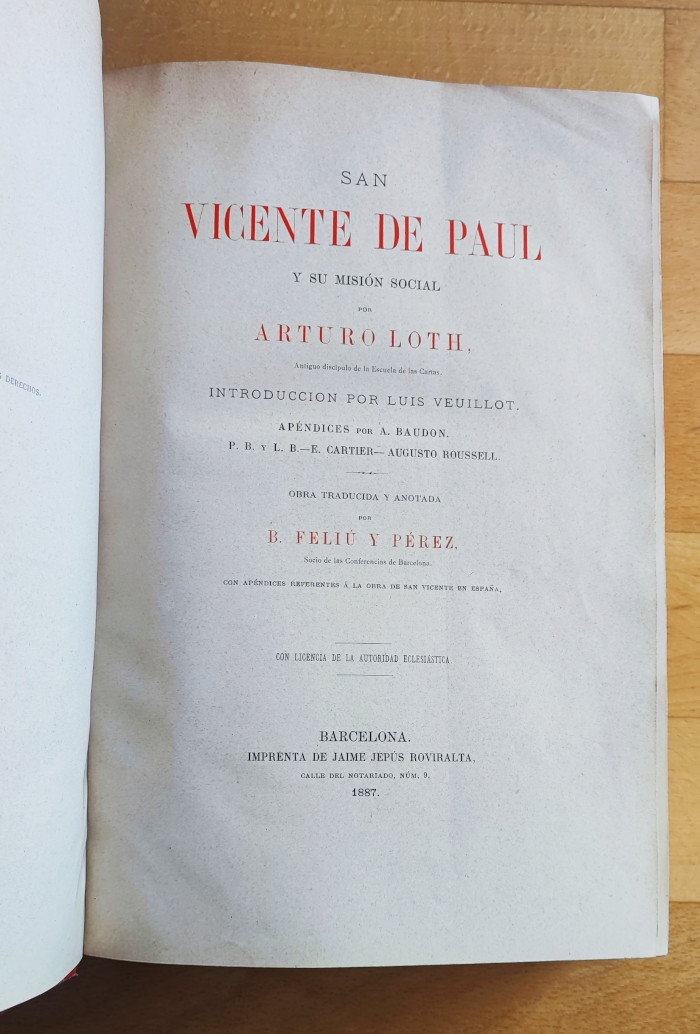 S DERECHOS.
SAN
VICENTE DE PAUL
Y SU MISIÓN SOCIAL
POR
ARTURO LOTH,
Antiguo discípulo de la Escuela de las Cartas.
INTRODUCCION POR LUIS VEUILLOT.
APÉNDICES POR A. BAUDON.
P. B. Y L. B.—E. CARTIER—AUGUSTO ROUSSELL.
OBRA TRADUCIDA Y ANOTADA
POR
B. FELIÚ Y PÉREZ,
Socio de las Conferencias de Barcelona.
CON APÉNDICES REFERENTES Á LA OBRA DE SAN VICENTE EN ESPAÑA.
CON LICENCIA DE LA AUTORIDAD ECLESIÁSTICA.
BARCELONA.
IMPRENTA DE JAIME JEPÚS ROVIRALTA,
CALLE DEL NOTARIADO, NÚM. 9.
1887.